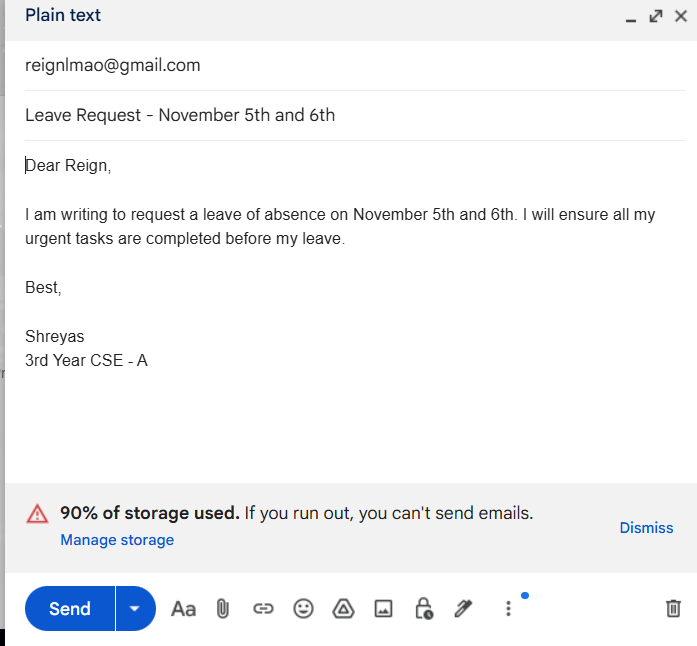 Plain text
reignlmao@gmail.com
Leave Request - November 5th and 6th
Dear Reign,
I am writing to request a leave of absence on November 5th and 6th. I will ensure all my
urgent tasks are completed before my leave.
Best,
Shreyas
3rd Year CSE - A
90% of storage used. If you run out, you can't send emails.
Manage storage
Dismiss
Send
Aa